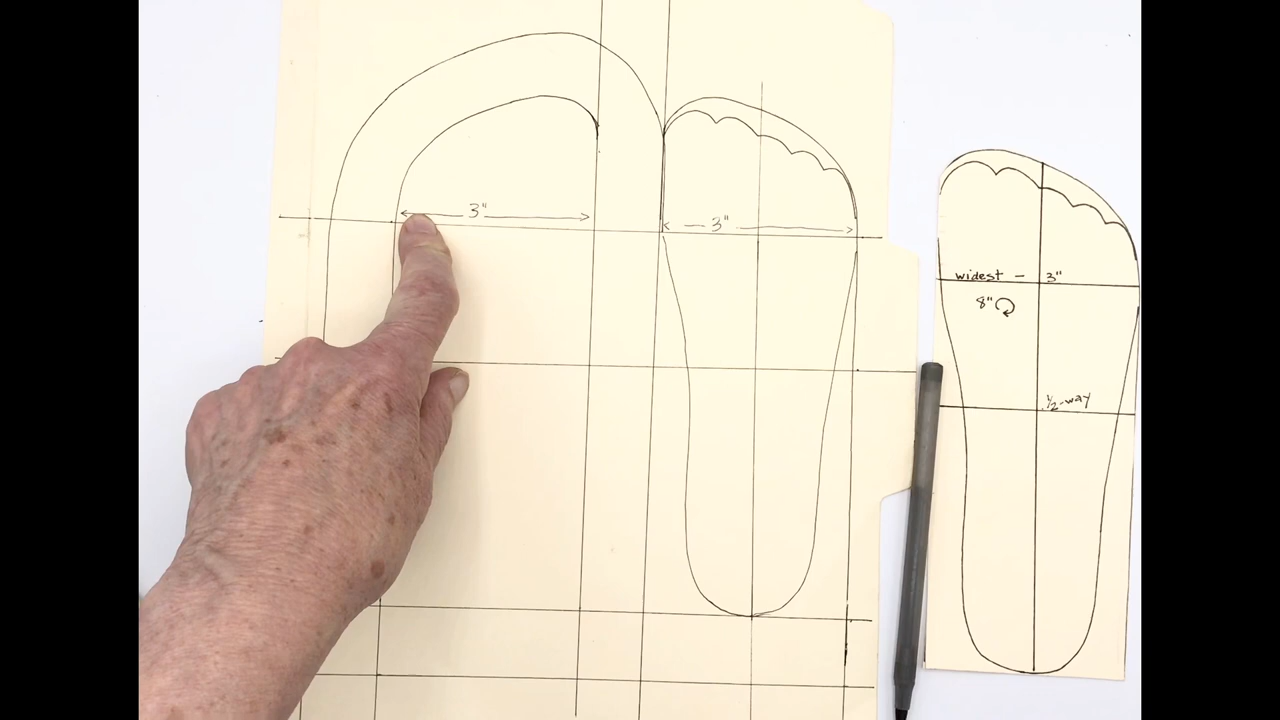 3"
3"
widest - 3"
8"
1/2-way